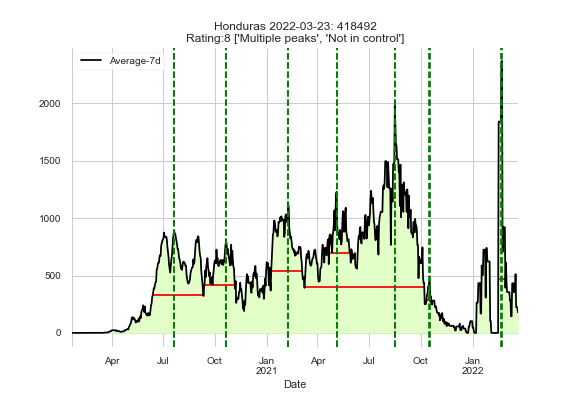 Honduras 2022-03-23: 418492
Rating:8 ['Multiple peaks', 'Not in control']
Average-7d
2000
1500
1000
500
0
Apr Jul Oct Jan Apr Jul Oct Jan
2021 2022
Date